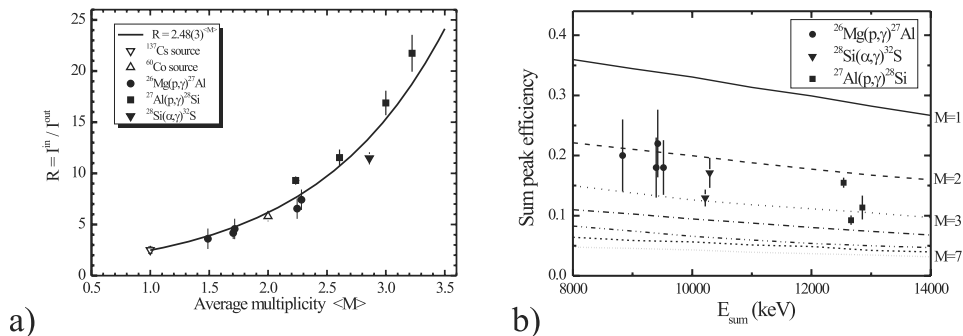 a)
R = I^in / I^out
25
20
15
10
5
0
R = 2.48(3)^<M>
¹³⁷Cs source
⁶⁰Co source
²⁶Mg(p,γ)²⁷Al
²⁷Al(p,γ)²⁸Si
²⁸Si(α,γ)³²S
0.5 1.0 1.5 2.0 2.5 3.0 3.5
Average multiplicity <M>
b)
Sum peak efficiency
0.4
0.3
0.2
0.1
0.0
²⁶Mg(p,γ)²⁷Al
²⁸Si(α,γ)³²S
²⁷Al(p,γ)²⁸Si
M=1
M=2
M=3
M=7
8000 10000 12000 14000
E_sum (keV)